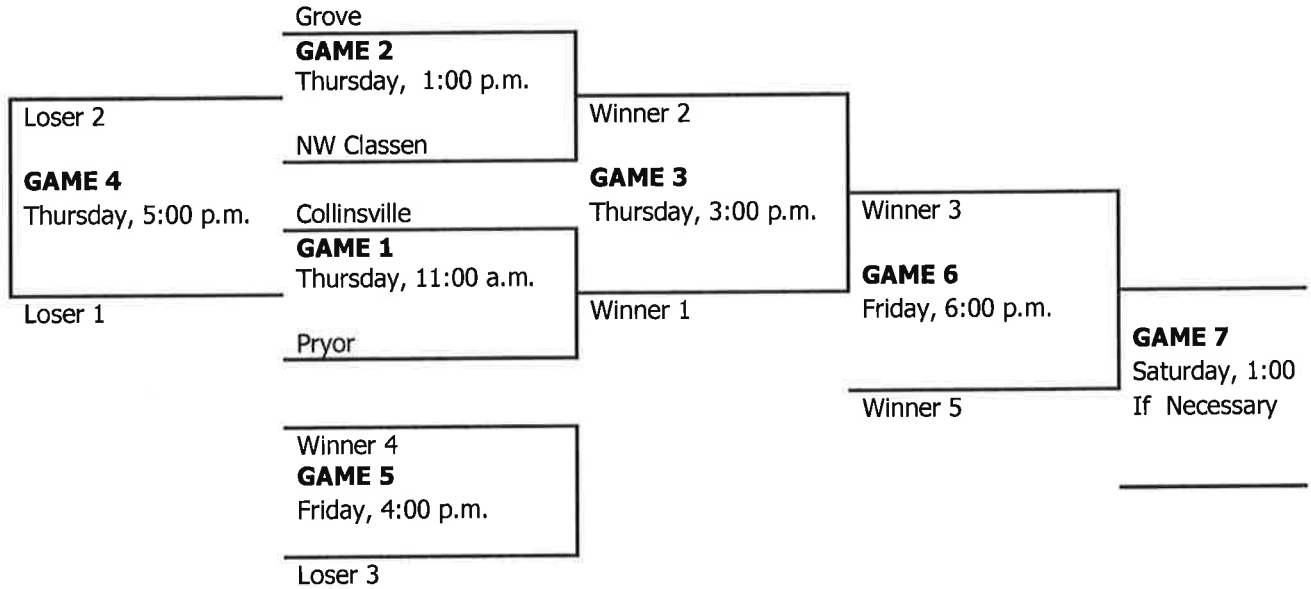 Grove
GAME 2
Thursday,  1:00 p.m.
NW Classen
Loser 2
GAME 4
Thursday, 5:00 p.m.
Loser 1
Collinsville
GAME 1
Thursday, 11:00 a.m.
Pryor
Winner 2
GAME 3
Thursday, 3:00 p.m.
Winner 1
Winner 3
GAME 6
Friday, 6:00 p.m.
Winner 5
GAME 7
Saturday, 1:00
If  Necessary
Winner 4
GAME 5
Friday, 4:00 p.m.
Loser 3